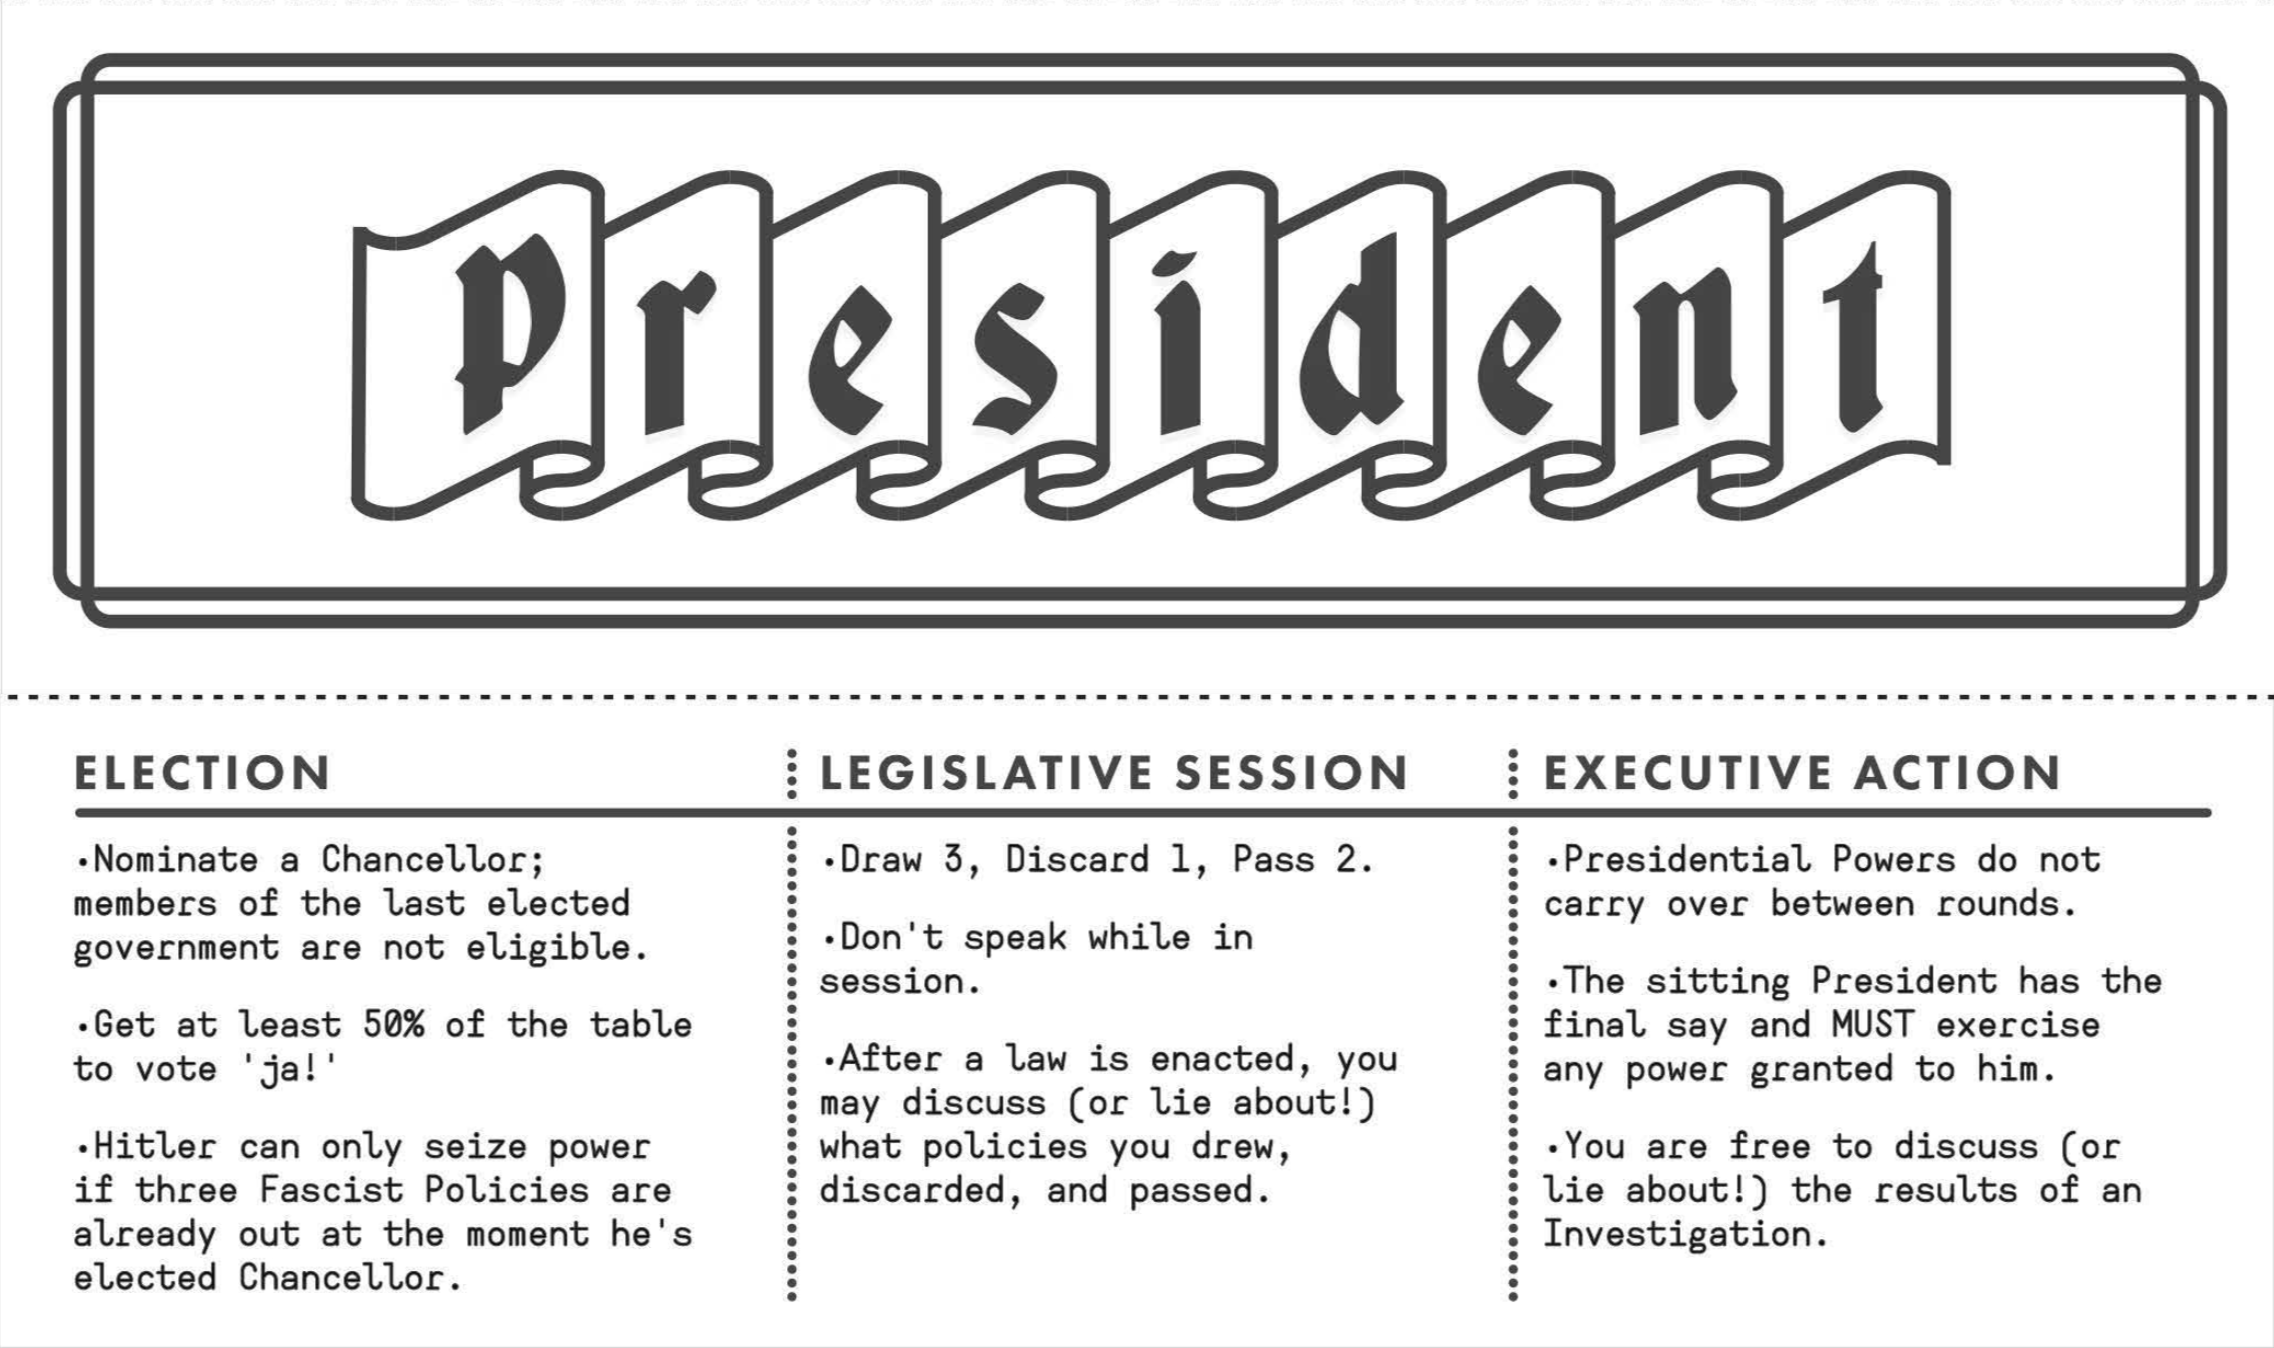 President
ELECTION
•Nominate a Chancellor;
members of the last elected
government are not eligible.
•Get at least 50% of the table
to vote 'ja!'
•Hitler can only seize power
if three Fascist Policies are
already out at the moment he's
elected Chancellor.
LEGISLATIVE SESSION
•Draw 3, Discard 1, Pass 2.
•Don't speak while in
session.
•After a law is enacted, you
may discuss (or lie about!)
what policies you drew,
discarded, and passed.
EXECUTIVE ACTION
•Presidential Powers do not
carry over between rounds.
•The sitting President has the
final say and MUST exercise
any power granted to him.
•You are free to discuss (or
lie about!) the results of an
Investigation.